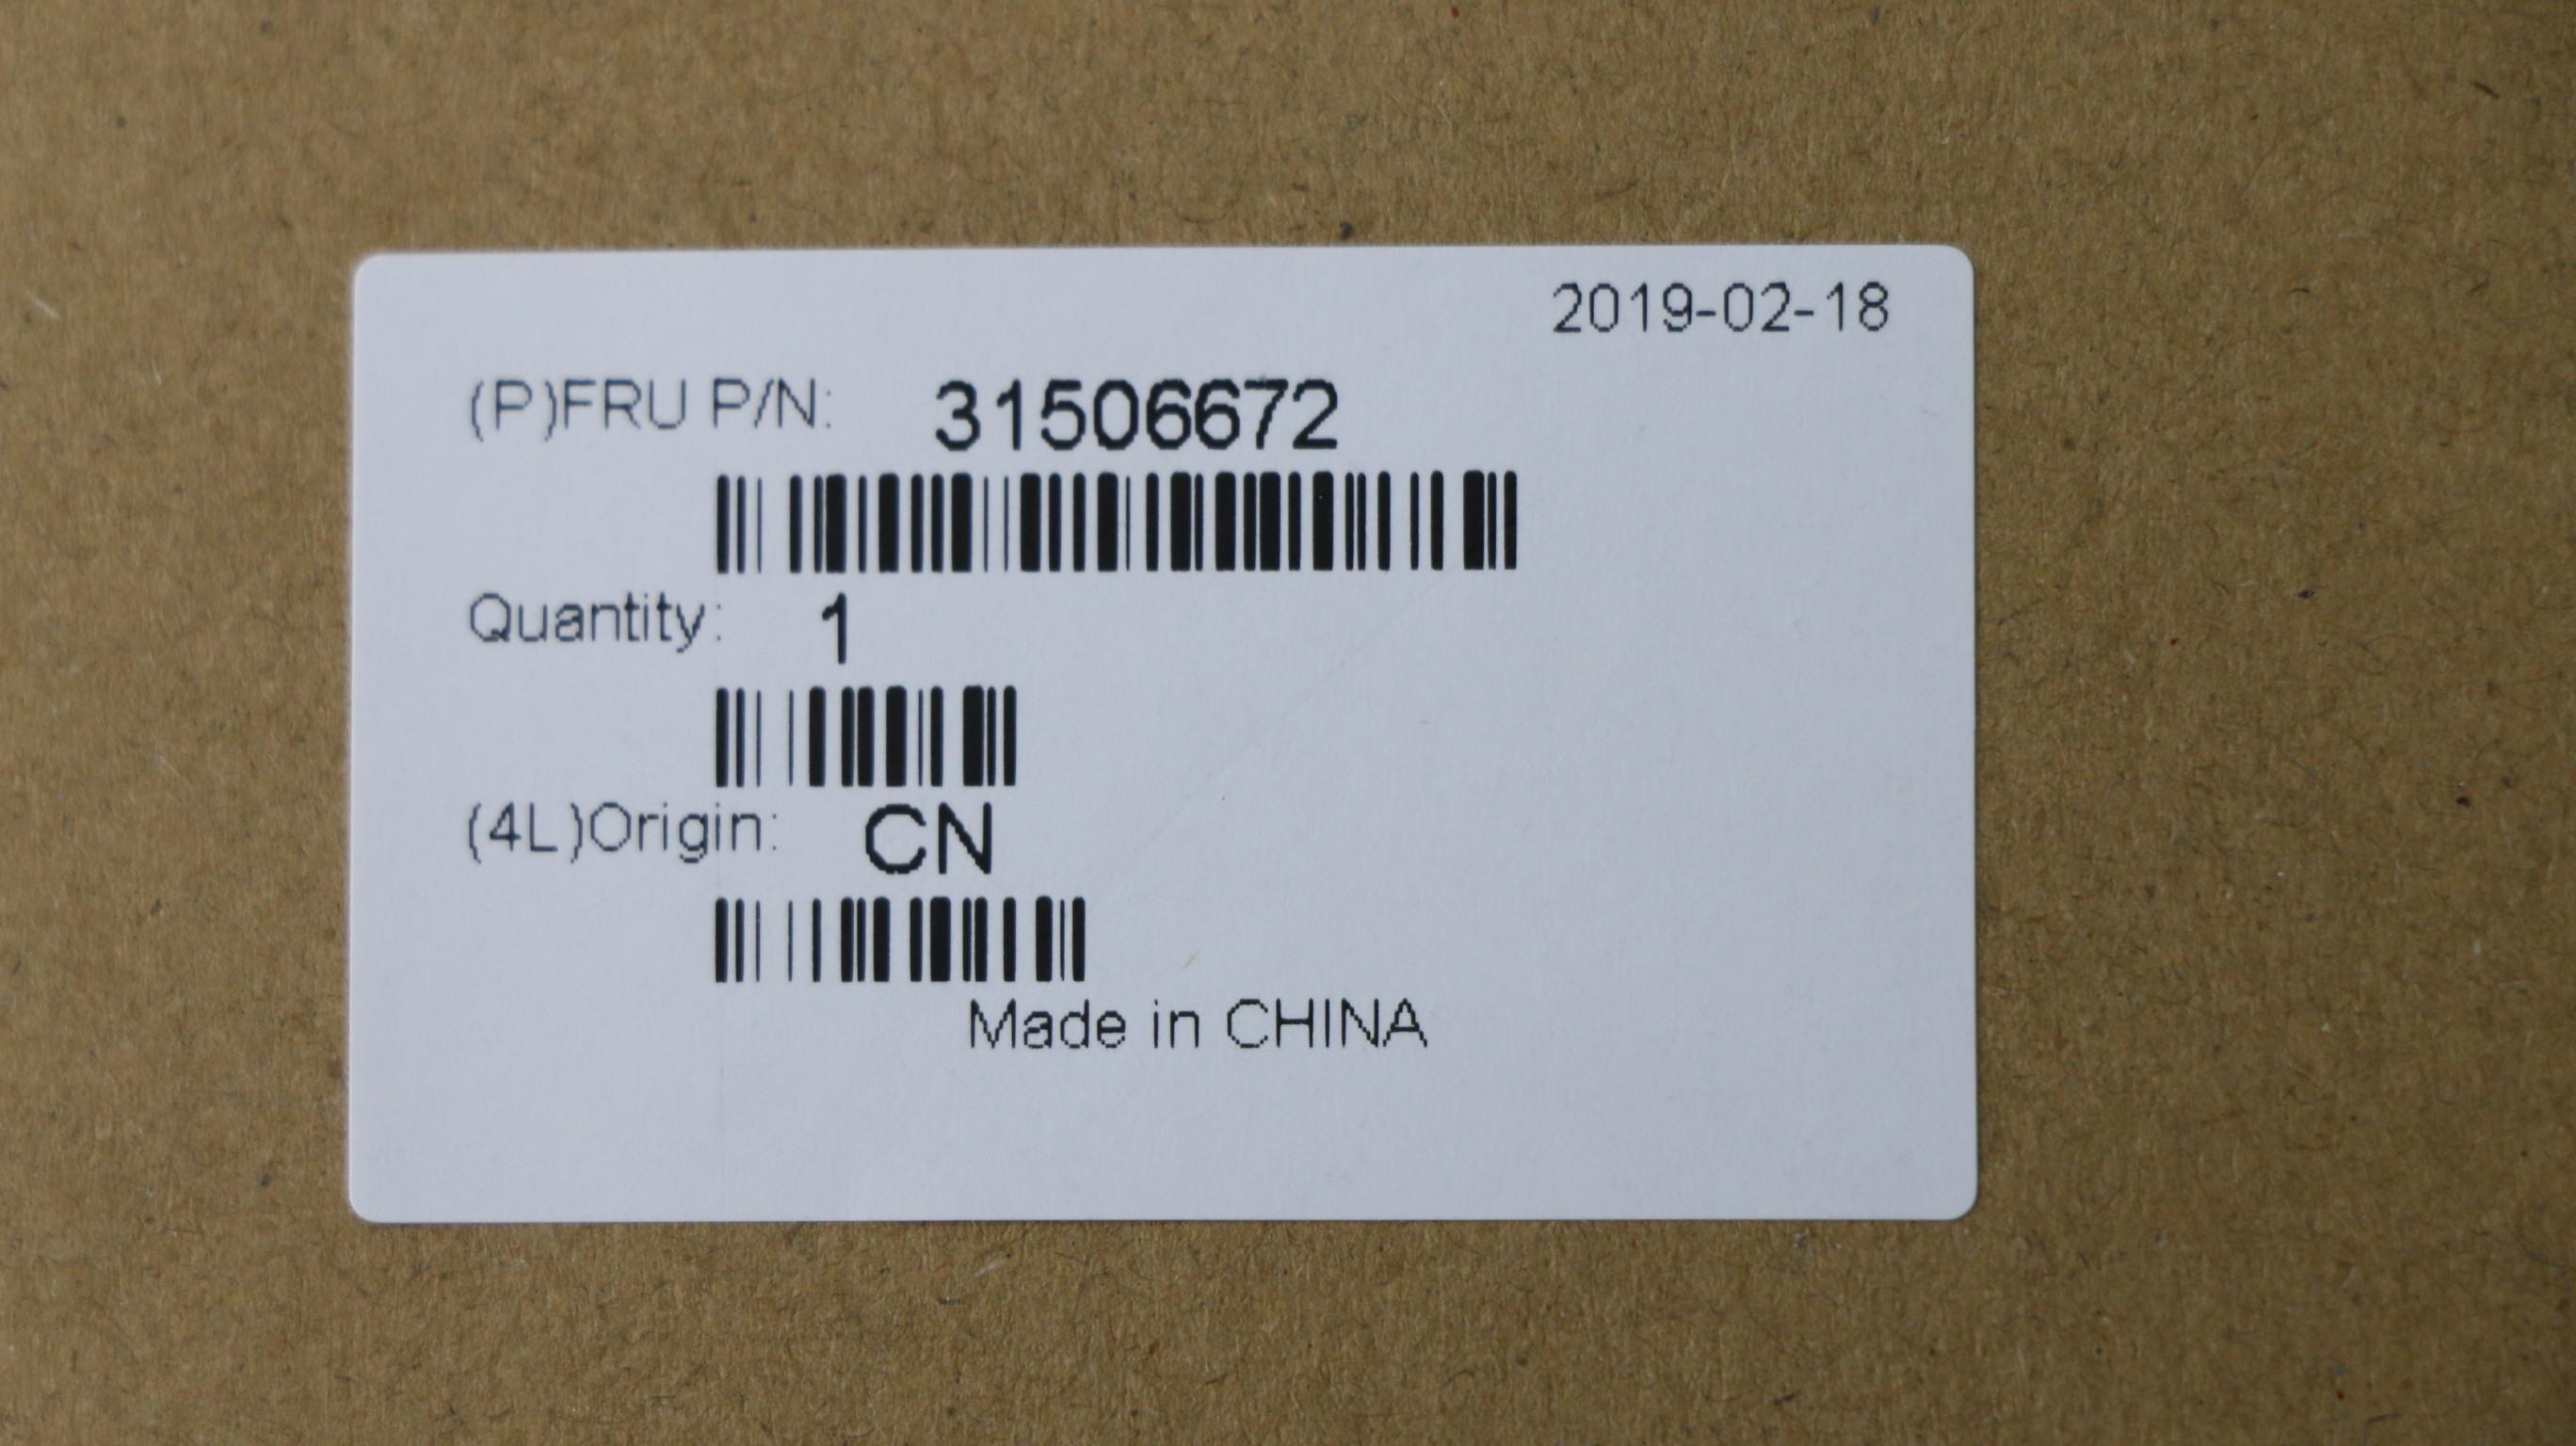 2019-02-18
(P)FRU P/N: 31506672
Quantity: 1
(4L)Origin: CN
Made in CHINA